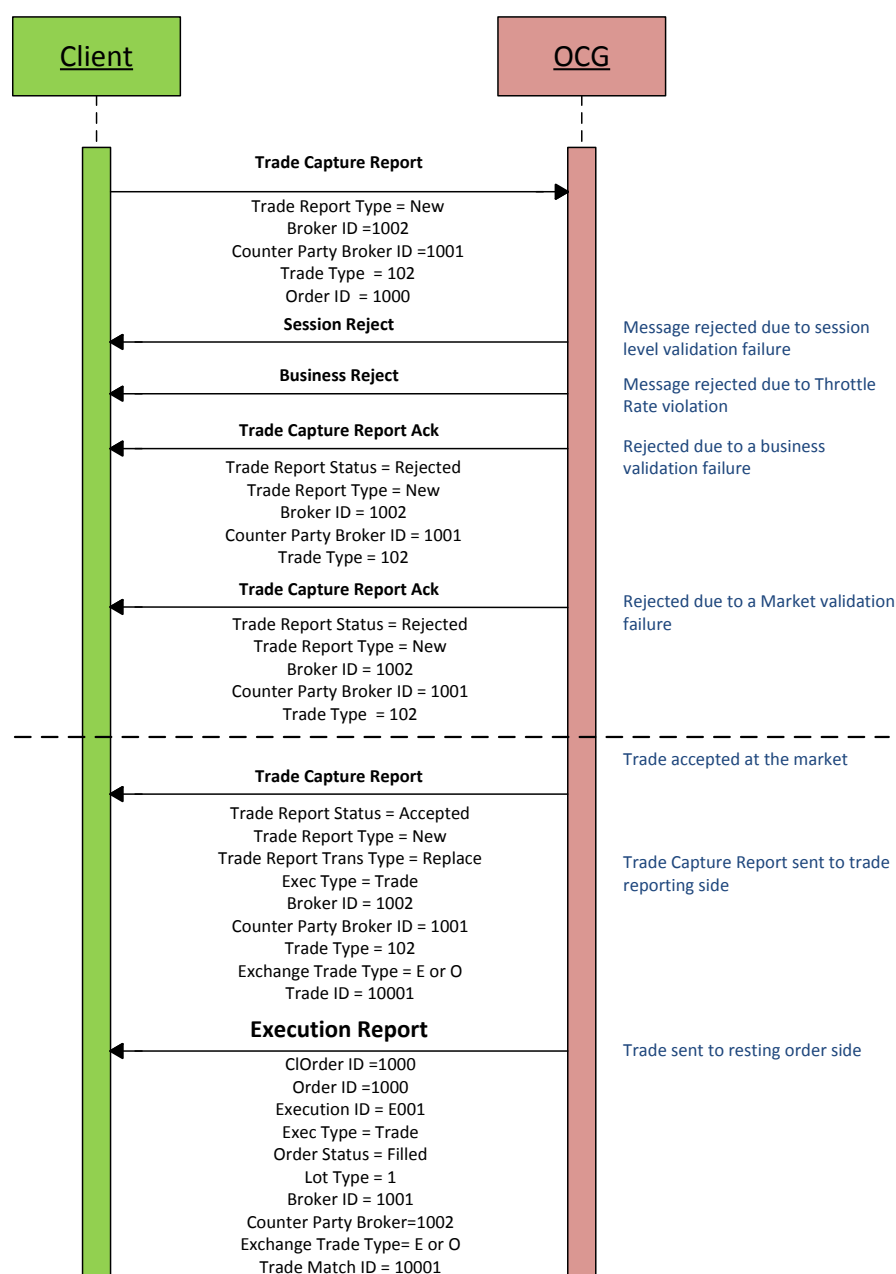 Client
OCG
Trade Capture Report
Trade Report Type = New
Broker ID =1002
Counter Party Broker ID =1001
Trade Type  = 102
Order ID  = 1000
Session Reject
Message rejected due to session
level validation failure
Business Reject
Message rejected due to Throttle
Rate violation
Trade Capture Report Ack
Rejected due to a business
validation failure
Trade Report Status = Rejected
Trade Report Type = New
Broker ID = 1002
Counter Party Broker ID = 1001
Trade Type = 102
Trade Capture Report Ack
Rejected due to a Market validation
failure
Trade Report Status = Rejected
Trade Report Type = New
Broker ID = 1002
Counter Party Broker ID = 1001
Trade Type  = 102
Trade accepted at the market
Trade Capture Report
Trade Report Status = Accepted
Trade Report Type = New
Trade Report Trans Type = Replace
Exec Type = Trade
Broker ID = 1002
Counter Party Broker ID = 1001
Trade Type = 102
Exchange Trade Type = E or O
Trade ID = 10001
Trade Capture Report sent to trade
reporting side
Execution Report
Trade sent to resting order side
ClOrder ID =1000
Order ID =1000
Execution ID = E001
Exec Type = Trade
Order Status = Filled
Lot Type = 1
Broker ID = 1001
Counter Party Broker=1002
Exchange Trade Type= E or O
Trade Match ID = 10001